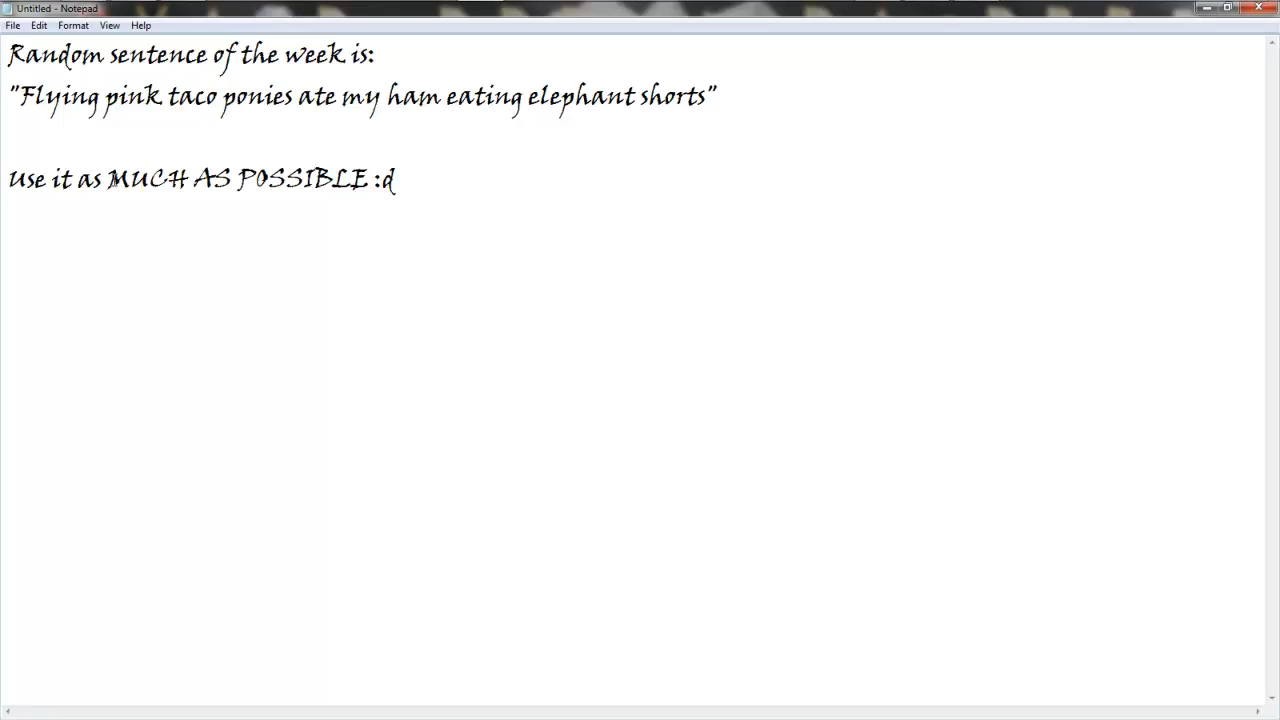 Untitled - Notepad
File Edit Format View Help
Random sentence of the week is:
"Flying pink taco ponies ate my ham eating elephant shorts"
Use it as MUCH AS POSSIBLE :d